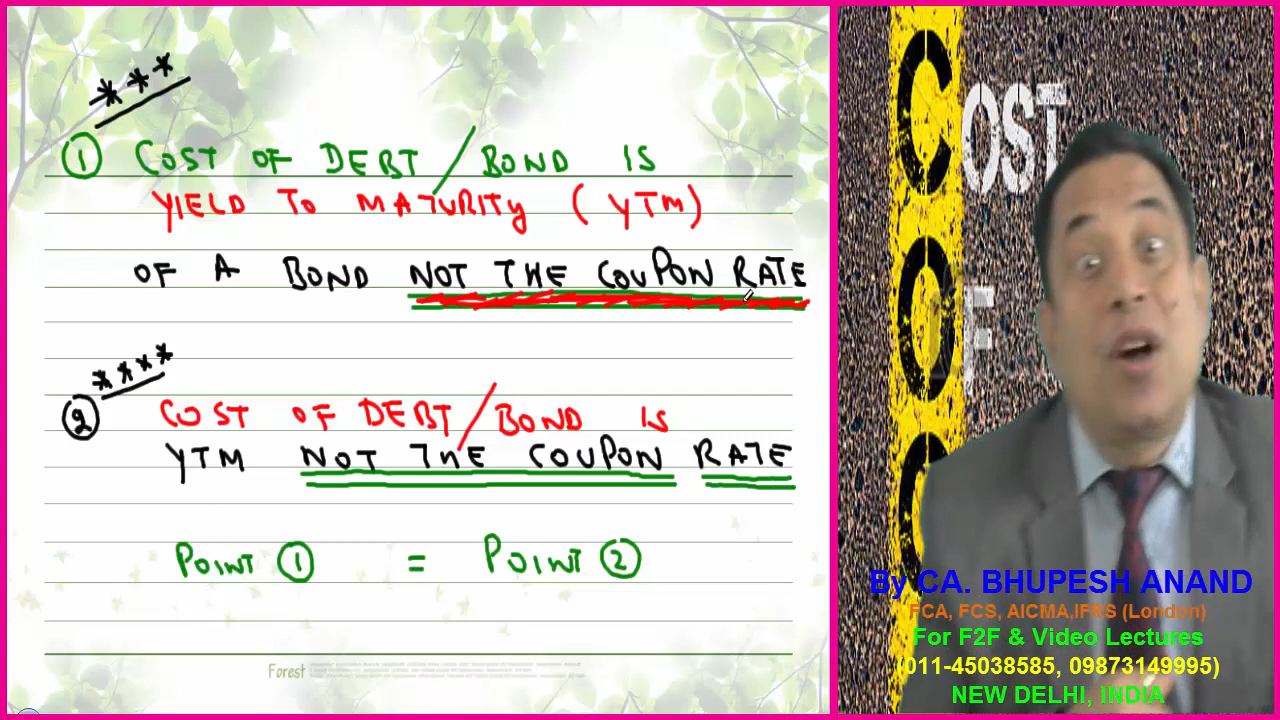 * * *
① COST OF DEBT / BOND IS
YIELD TO MATURITY (YTM)
OF A BOND NOT THE COUPON RATE
* * * *
② COST OF DEBT / BOND IS
YTM NOT THE COUPON RATE
POINT ① = POINT ②
Forest
COST
OF
By CA. BHUPESH ANAND
FCA, FCS, AICMA,IFRS (London)
For F2F & Video Lectures
(011-45038585, 09873149995)
NEW DELHI, INDIA